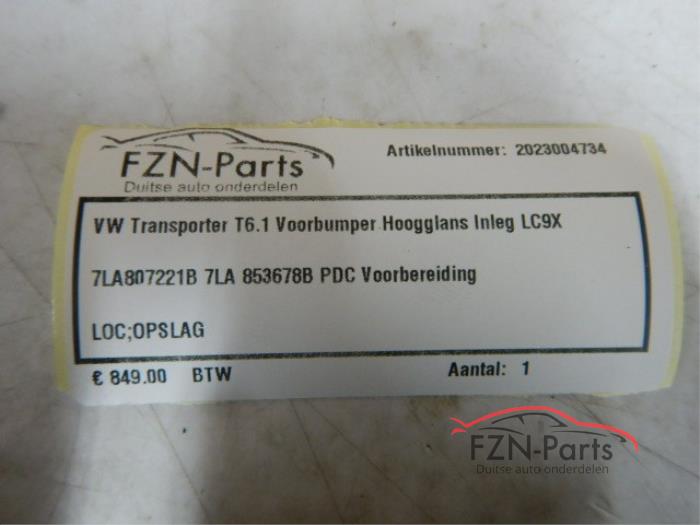 FZN-Parts
Duitse auto onderdelen
Artikelnummer: 2023004734
VW Transporter T6.1 Voorbumper Hoogglans Inleg LC9X
7LA807221B 7LA 853678B PDC Voorbereiding
LOC;OPSLAG
€ 849.00 BTW
Aantal: 1
FZN-Parts
Duitse auto onderdelen